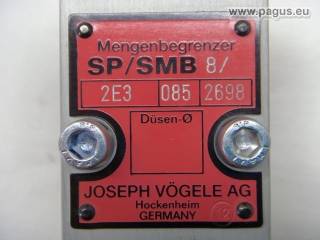 www.pagus.eu
Mengenbegrenzer
SP/SMB 8/
2E3 085 2698
Düsen-Ø
JOSEPH VÖGELE AG
Hockenheim
GERMANY